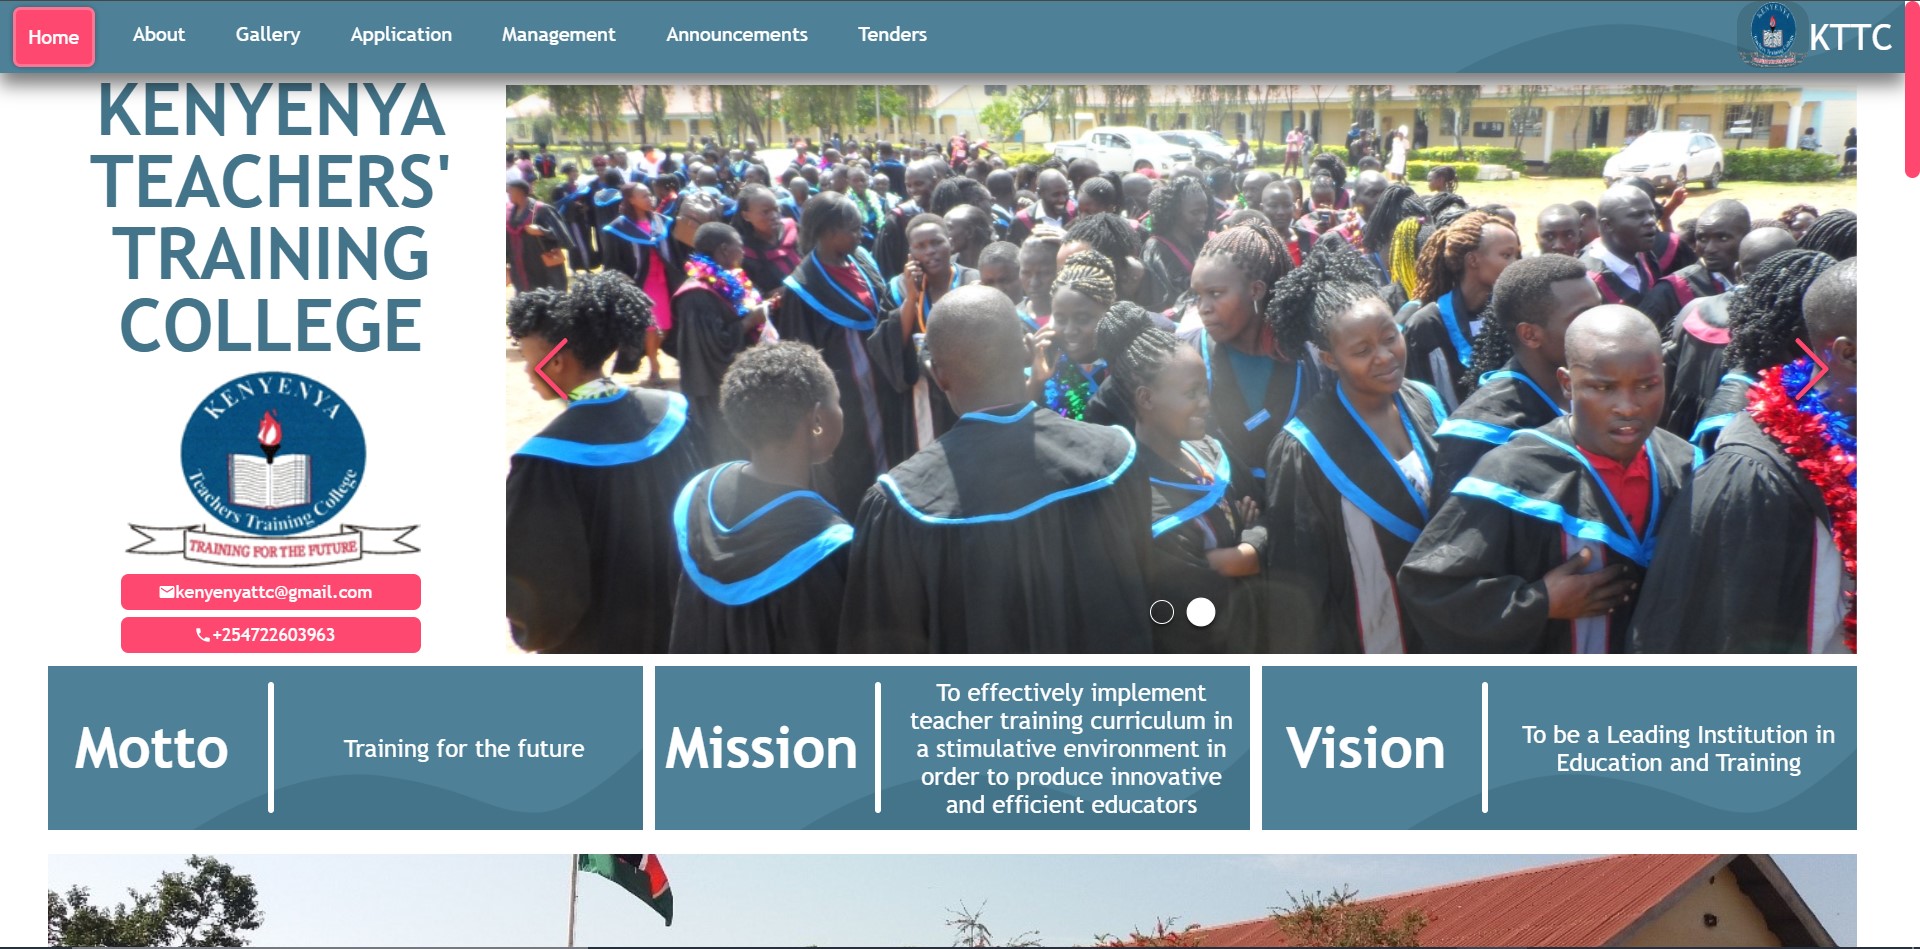 Home
About
Gallery
Application
Management
Announcements
Tenders
KTTC
KENYENYA
TEACHERS'
TRAINING
COLLEGE
KENYENYA
Teachers Training College
TRAINING FOR THE FUTURE
kenyenyattc@gmail.com
+254722603963
Motto
Training for the future
Mission
To effectively implement
teacher training curriculum in
a stimulative environment in
order to produce innovative
and efficient educators
Vision
To be a Leading Institution in
Education and Training